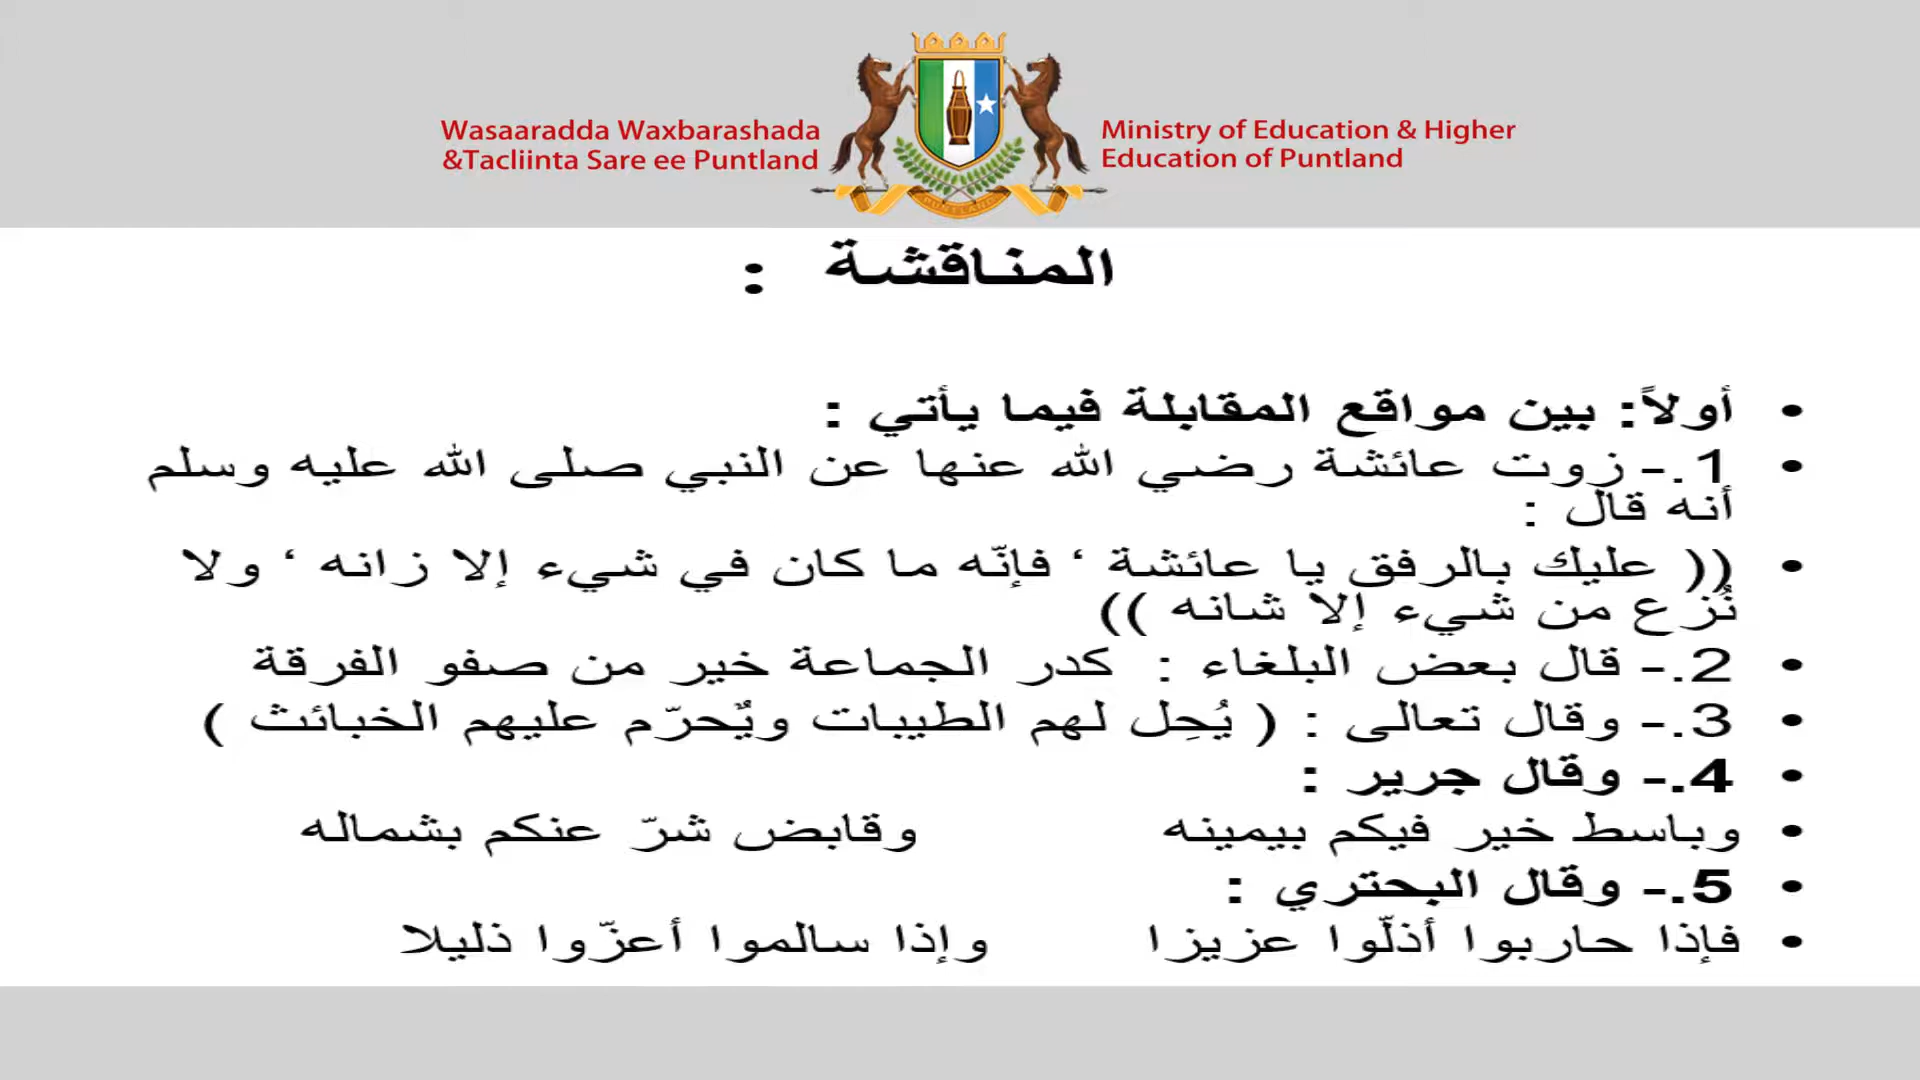 Wasaaradda Waxbarashada
&Tacliinta Sare ee Puntland
Ministry of Education & Higher
Education of Puntland
PUNTLAND
المناقشة :
• أولاً: بين مواقع المقابلة فيما يأتي :
• 1.- زوت عائشة رضي الله عنها عن النبي صلى الله عليه وسلم
أنه قال :
• (( عليك بالرفق يا عائشة ‘ فإنّه ما كان في شيء إلا زانه ‘ ولا
نُزع من شيء إلا شانه ))
• 2.- قال بعض البلغاء : كدر الجماعة خير من صفو الفرقة
• 3.- وقال تعالى : ( يُحِل لهم الطيبات ويٌحرّم عليهم الخبائث )
• 4.- وقال جرير :
• وباسط خير فيكم بيمينه وقابض شرّ عنكم بشماله
• 5.- وقال البحتري :
• فإذا حاربوا أذلّوا عزيزا وإذا سالموا أعزّوا ذليلا